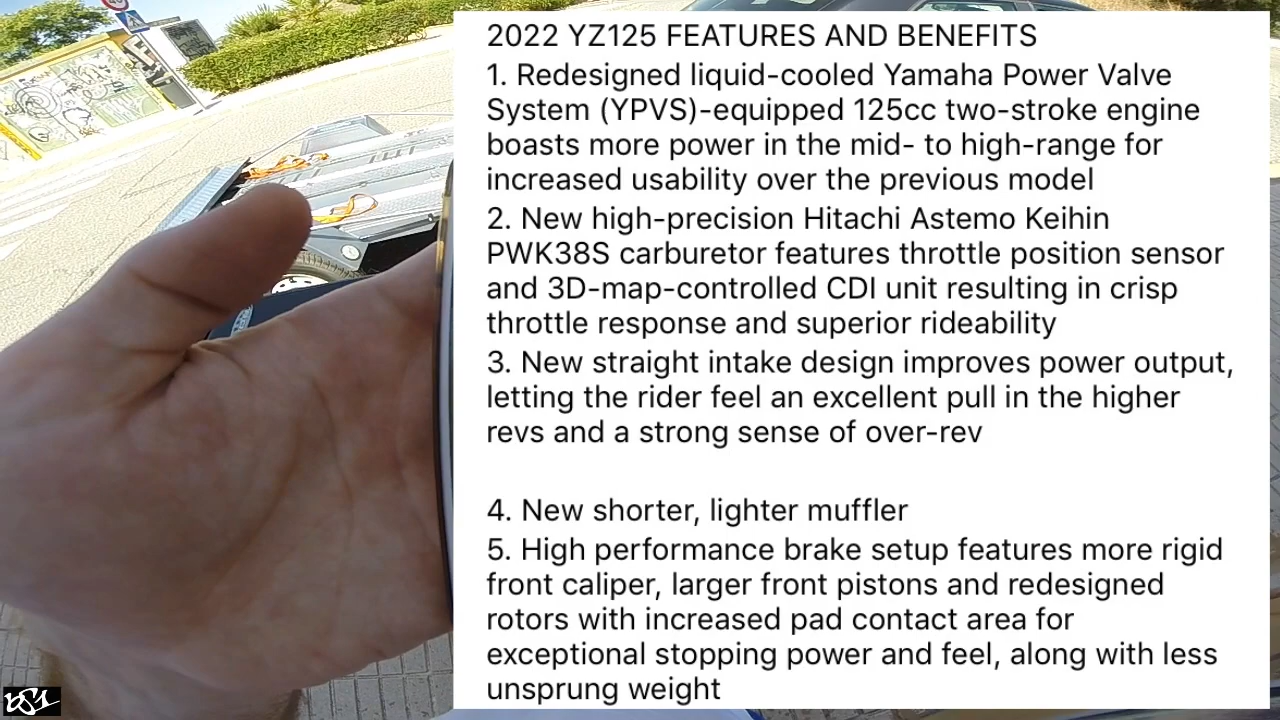 2022 YZ125 FEATURES AND BENEFITS
1. Redesigned liquid-cooled Yamaha Power Valve
System (YPVS)-equipped 125cc two-stroke engine
boasts more power in the mid- to high-range for
increased usability over the previous model
2. New high-precision Hitachi Astemo Keihin
PWK38S carburetor features throttle position sensor
and 3D-map-controlled CDI unit resulting in crisp
throttle response and superior rideability
3. New straight intake design improves power output,
letting the rider feel an excellent pull in the higher
revs and a strong sense of over-rev
4. New shorter, lighter muffler
5. High performance brake setup features more rigid
front caliper, larger front pistons and redesigned
rotors with increased pad contact area for
exceptional stopping power and feel, along with less
unsprung weight